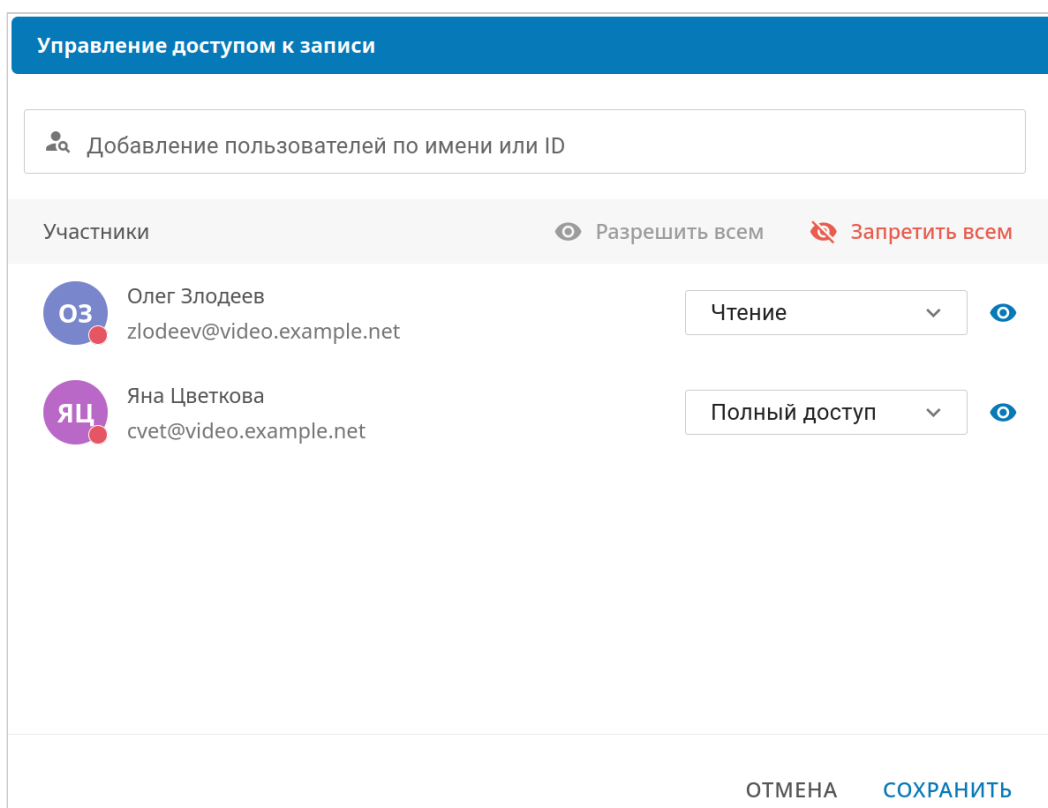 Управление доступом к записи
Добавление пользователей по имени или ID
Участники Разрешить всем Запретить всем
ОЗ Олег Злодеев Чтение
zlodeev@video.example.net
ЯЦ Яна Цветкова Полный доступ
cvet@video.example.net
ОТМЕНА СОХРАНИТЬ